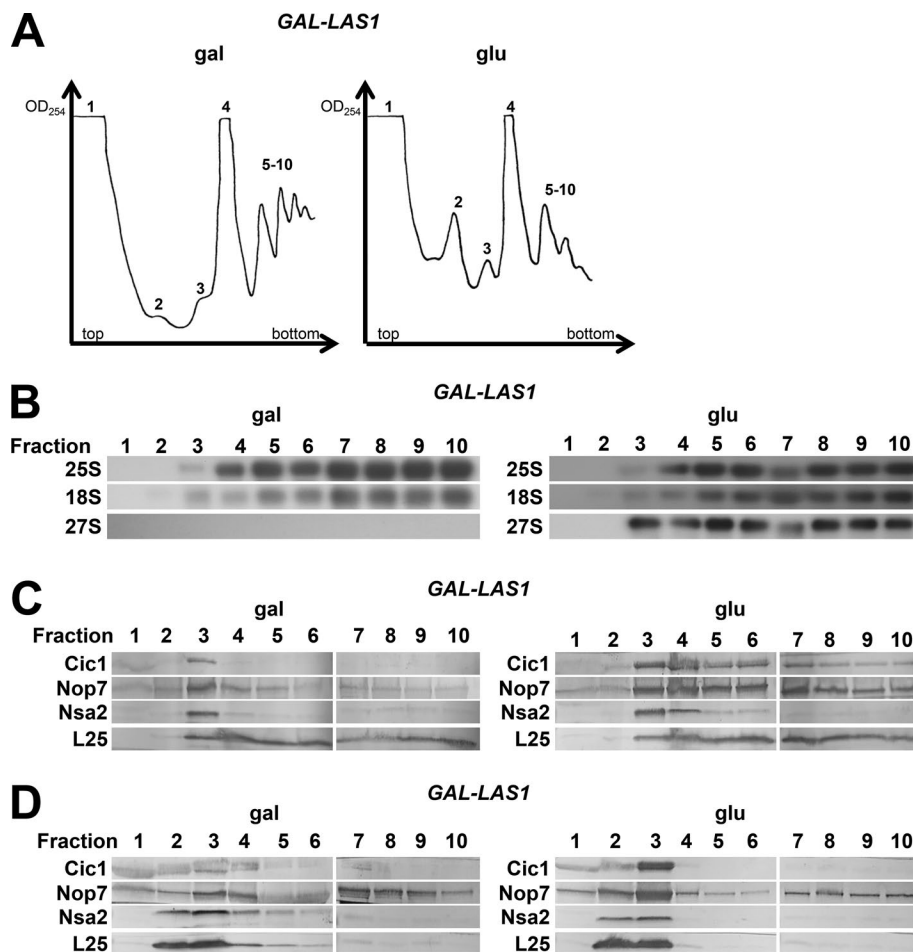 A
GAL-LAS1
gal glu
OD254 1 4 OD254 1 4
5-10 5-10
2
2 3 3
top bottom top bottom
B
GAL-LAS1
gal glu
Fraction 1 2 3 4 5 6 7 8 9 10 1 2 3 4 5 6 7 8 9 10
25S 25S
18S 18S
27S 27S
C
GAL-LAS1
gal glu
Fraction 1 2 3 4 5 6 7 8 9 10 1 2 3 4 5 6 7 8 9 10
Cic1 Cic1
Nop7 Nop7
Nsa2 Nsa2
L25 L25
D
GAL-LAS1
gal glu
Fraction 1 2 3 4 5 6 7 8 9 10 1 2 3 4 5 6 7 8 9 10
Cic1 Cic1
Nop7 Nop7
Nsa2 Nsa2
L25 L25